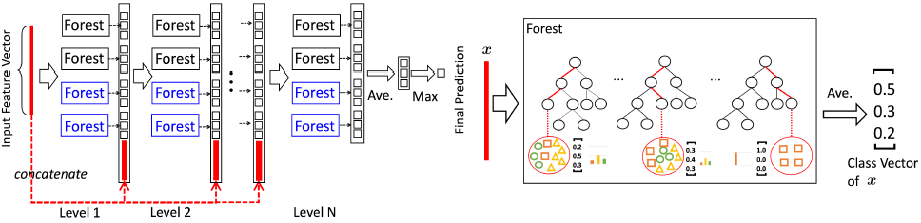 Input Feature Vector
Forest
Forest
Forest
Forest
concatenate
Level 1
Forest
Forest
Forest
Forest
Level 2
Forest
Forest
Forest
Forest
Level N
Ave.
Max
Final Prediction
x
Forest
...
...
0.2
0.5
0.3
0.3
0.4
0.3
1.0
0.0
0.0
Ave.
0.5
0.3
0.2
Class Vector
of x